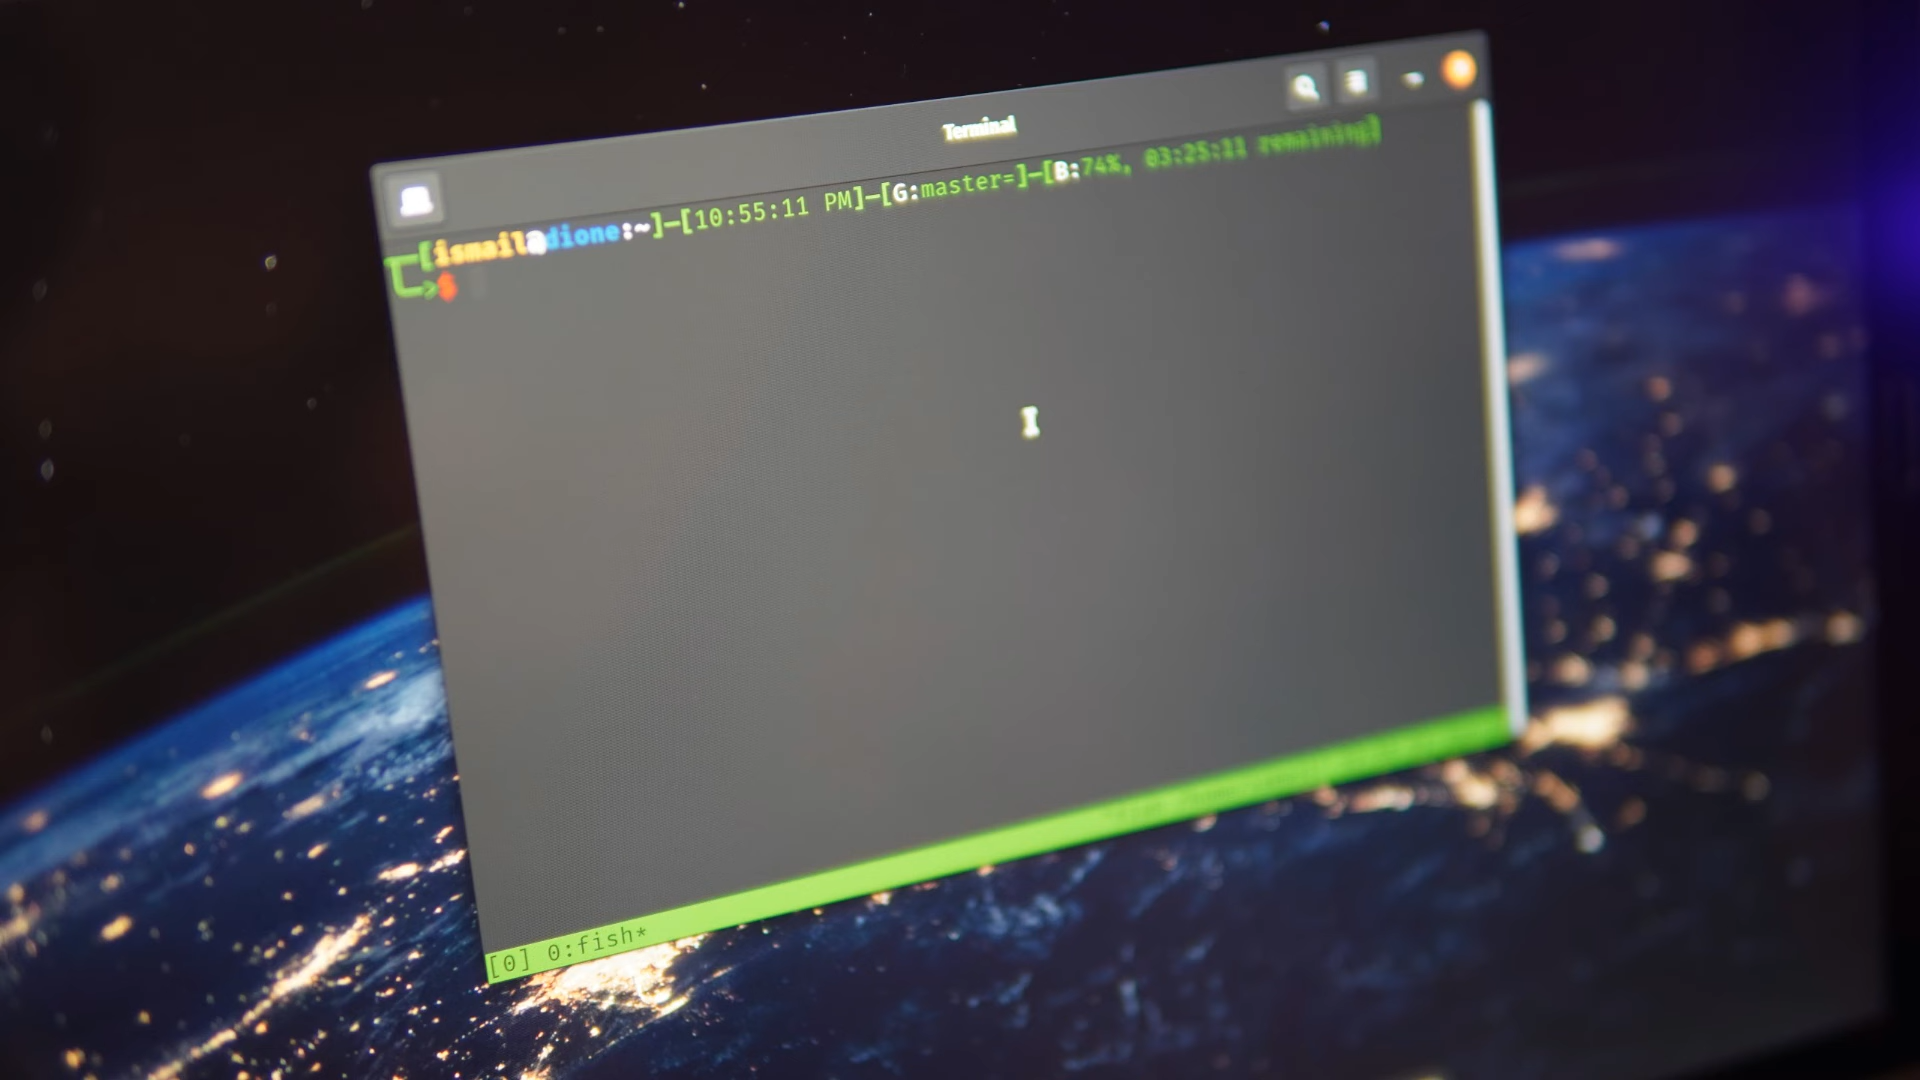 Terminal
[ismail@dione:~]-[10:55:11 PM]-[G:master=]-[B:74%, 03:25:11 remaining]
>$
[0] 0:fish*